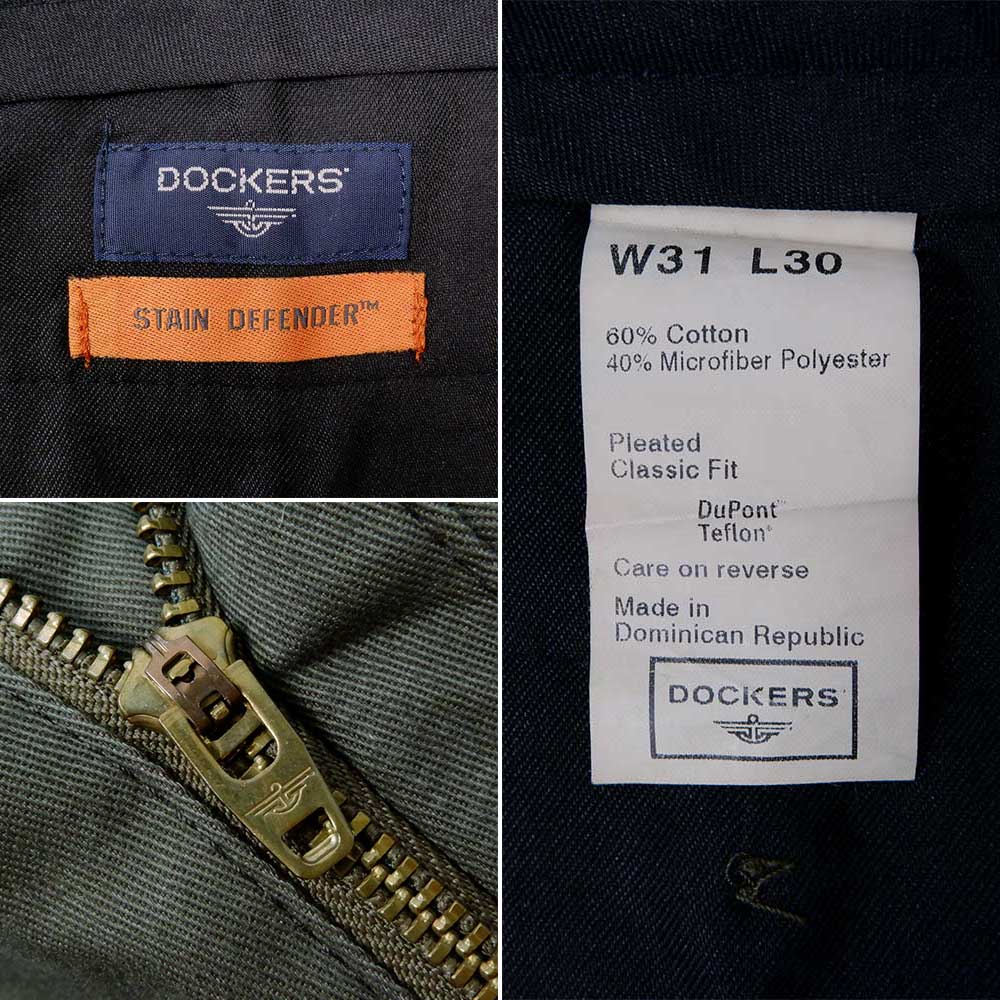 DOCKERS®
STAIN DEFENDER™
W31 L30
60% Cotton
40% Microfiber Polyester
Pleated
Classic Fit
DuPont™
Teflon®
Care on reverse
Made in
Dominican Republic
DOCKERS®